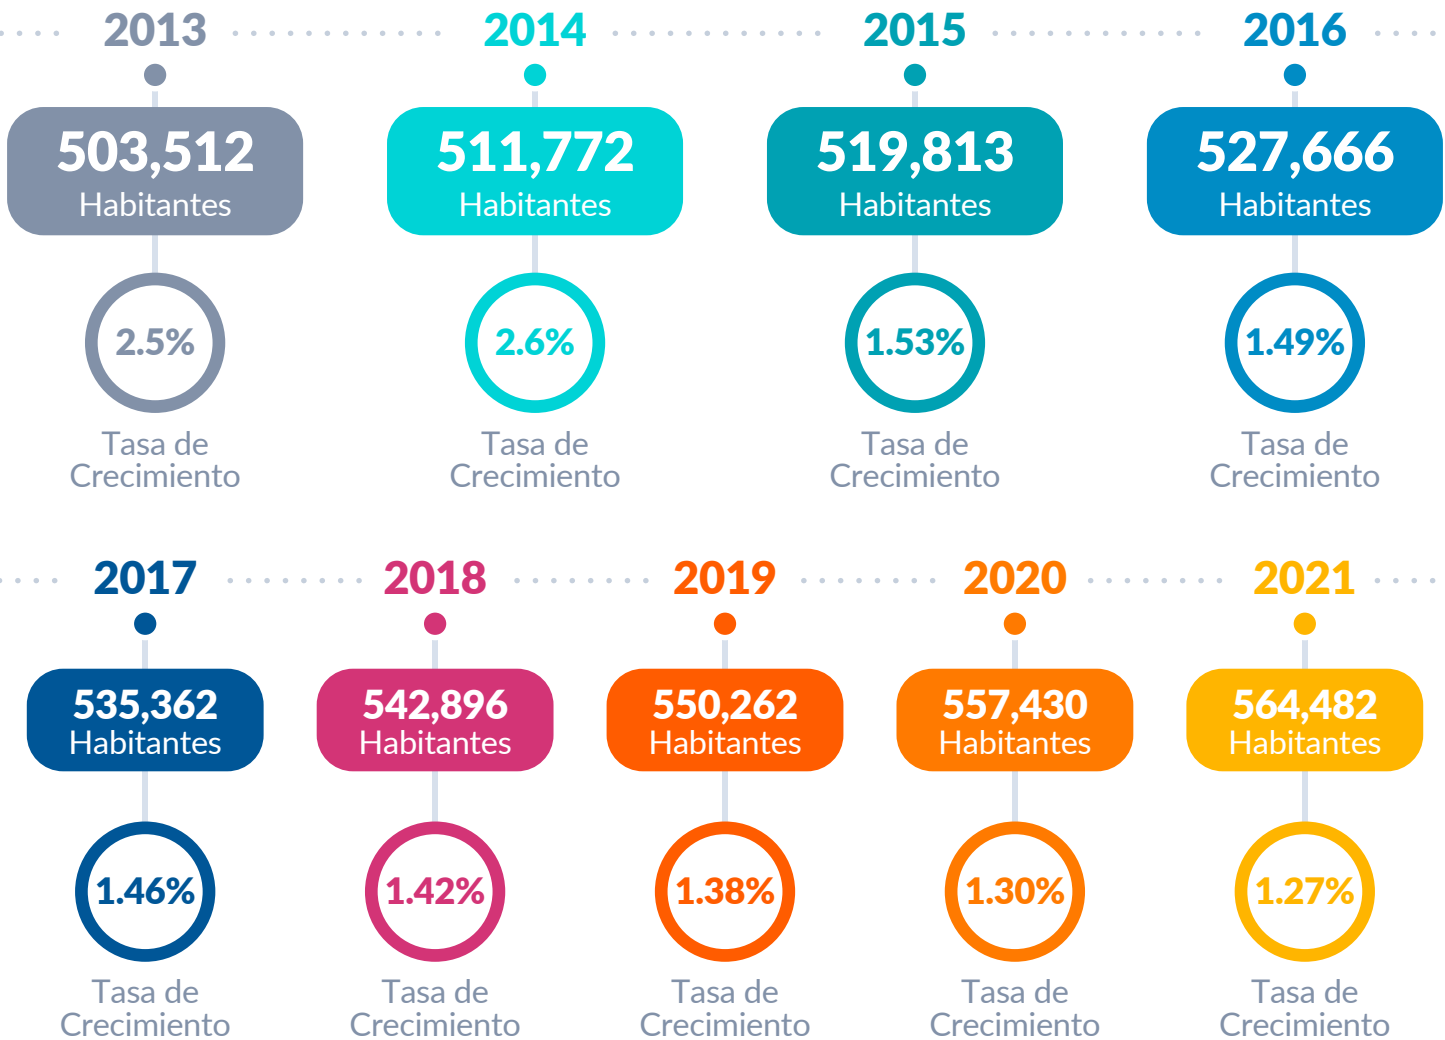 2013
503,512
Habitantes
2.5%
Tasa de
Crecimiento
2014
511,772
Habitantes
2.6%
Tasa de
Crecimiento
2015
519,813
Habitantes
1.53%
Tasa de
Crecimiento
2016
527,666
Habitantes
1.49%
Tasa de
Crecimiento
2017
535,362
Habitantes
1.46%
Tasa de
Crecimiento
2018
542,896
Habitantes
1.42%
Tasa de
Crecimiento
2019
550,262
Habitantes
1.38%
Tasa de
Crecimiento
2020
557,430
Habitantes
1.30%
Tasa de
Crecimiento
2021
564,482
Habitantes
1.27%
Tasa de
Crecimiento